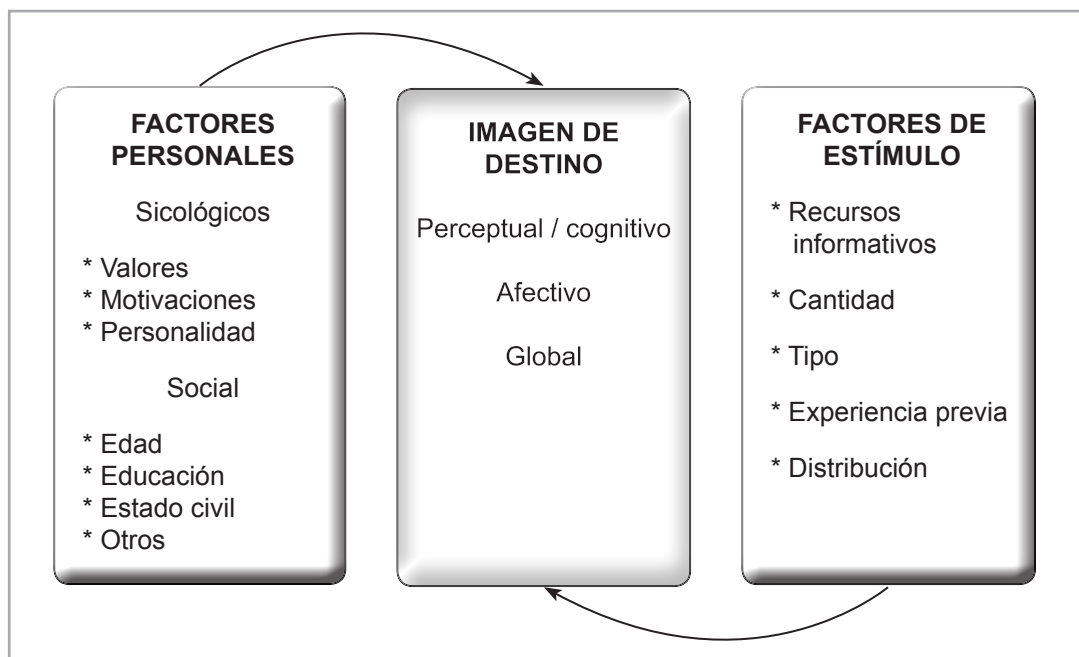 FACTORES
PERSONALES
Sicológicos
* Valores
* Motivaciones
* Personalidad
Social
* Edad
* Educación
* Estado civil
* Otros
IMAGEN DE
DESTINO
Perceptual / cognitivo
Afectivo
Global
FACTORES DE
ESTÍMULO
* Recursos
informativos
* Cantidad
* Tipo
* Experiencia previa
* Distribución